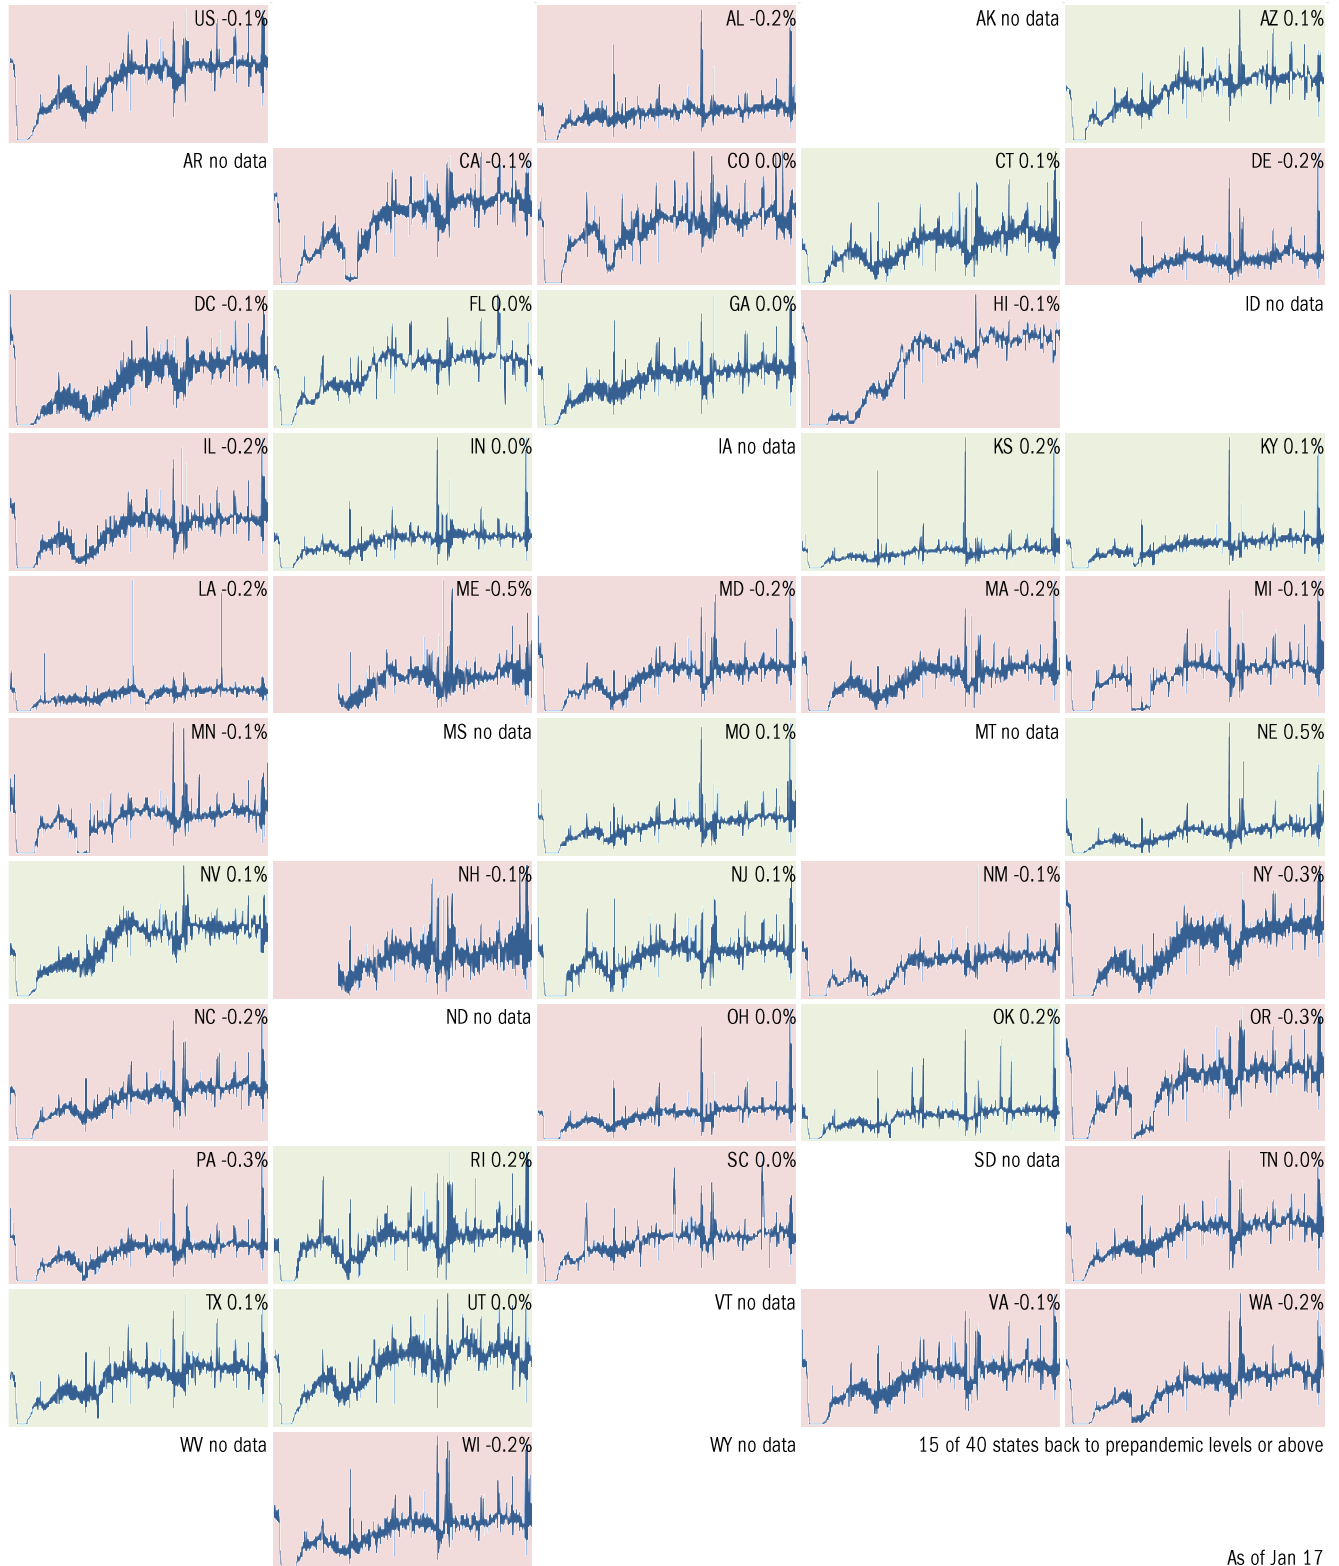 US -0.1%
AL -0.2%
AK no data
AZ 0.1%
AR no data
CA -0.1%
CO 0.0%
CT 0.1%
DE -0.2%
DC -0.1%
FL 0.0%
GA 0.0%
HI -0.1%
ID no data
IL -0.2%
IN 0.0%
IA no data
KS 0.2%
KY 0.1%
LA -0.2%
ME -0.5%
MD -0.2%
MA -0.2%
MI -0.1%
MN -0.1%
MS no data
MO 0.1%
MT no data
NE 0.5%
NV 0.1%
NH -0.1%
NJ 0.1%
NM -0.1%
NY -0.3%
NC -0.2%
ND no data
OH 0.0%
OK 0.2%
OR -0.3%
PA -0.3%
RI 0.2%
SC 0.0%
SD no data
TN 0.0%
TX 0.1%
UT 0.0%
VT no data
VA -0.1%
WA -0.2%
WV no data
WI -0.2%
WY no data
15 of 40 states back to prepandemic levels or above
As of Jan 17